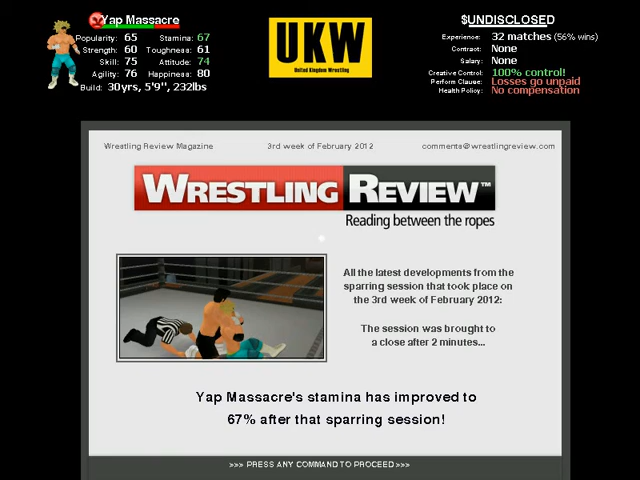 Yap Massacre
Popularity: 65 Stamina: 67
Strength: 60 Toughness: 61
Skill: 75 Attitude: 74
Agility: 76 Happiness: 80
Build: 30yrs, 5'9", 232lbs
UKW
United Kingdom Wrestling
$UNDISCLOSED
Experience: 32 matches (56% wins)
Contract: None
Salary: None
Creative Control: 100% control!
Perform Clause: Losses go unpaid
Health Policy: No compensation
Wrestling Review Magazine 3rd week of February 2012 comments@wrestlingreview.com
WRESTLING REVIEW™
Reading between the ropes
All the latest developments from the
sparring session that took place on
the 3rd week of February 2012:
The session was brought to
a close after 2 minutes...
Yap Massacre's stamina has improved to
67% after that sparring session!
>>> PRESS ANY COMMAND TO PROCEED >>>